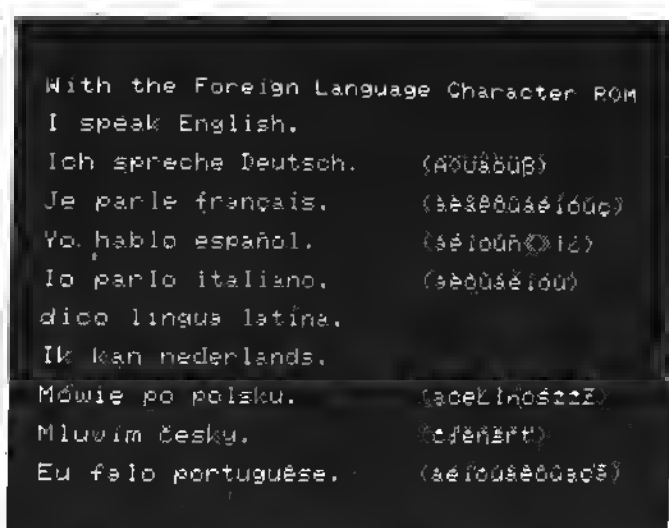 With the Foreign Language Character ROM
I speak English.
Ich spreche Deutsch.
Je parle français.
Yo hablo español.
Io parlo italiano.
dico lingua latina.
Ik kan nederlands.
Mówie po polsku.
Mluvím česky.
Eu falo portuguêse.